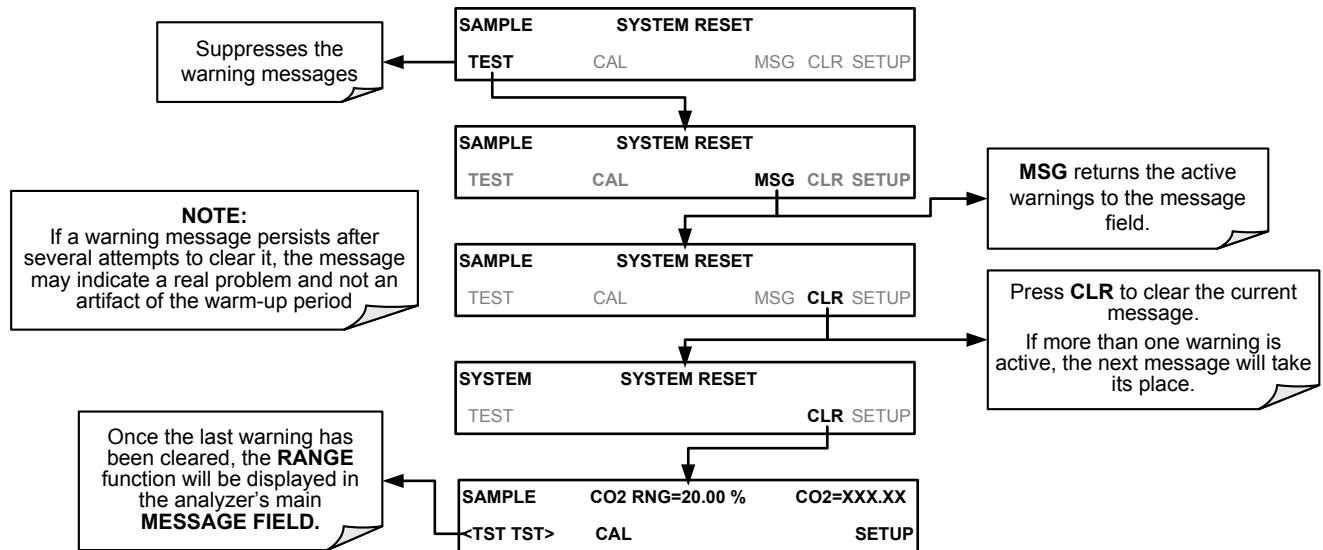 Suppresses the
warning messages
SAMPLE SYSTEM RESET
TEST CAL MSG CLR SETUP
SAMPLE SYSTEM RESET
TEST CAL MSG CLR SETUP
MSG returns the active
warnings to the message
field.
NOTE:
If a warning message persists after
several attempts to clear it, the message
may indicate a real problem and not an
artifact of the warm-up period
SAMPLE SYSTEM RESET
TEST CAL MSG CLR SETUP
Press CLR to clear the current
message.
If more than one warning is
active, the next message will take
its place.
SYSTEM SYSTEM RESET
TEST CLR SETUP
Once the last warning has
been cleared, the RANGE
function will be displayed in
the analyzer’s main
MESSAGE FIELD.
SAMPLE CO2 RNG=20.00 % CO2=XXX.XX
<TST TST> CAL SETUP